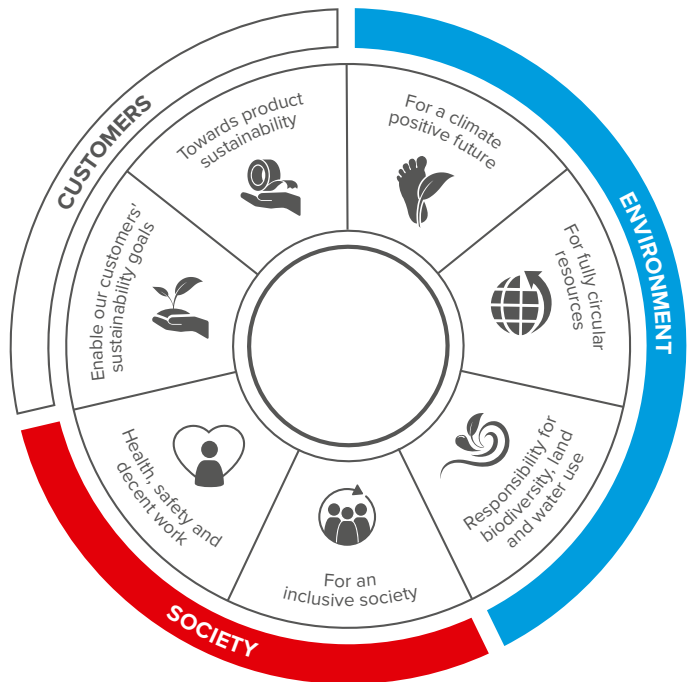 CUSTOMERS
ENVIRONMENT
SOCIETY
Towards product
sustainability
For a climate
positive future
For fully circular
resources
Responsibility for
biodiversity, land
and water use
For an
inclusive society
Health, safety and
decent work
Enable our customers'
sustainability goals